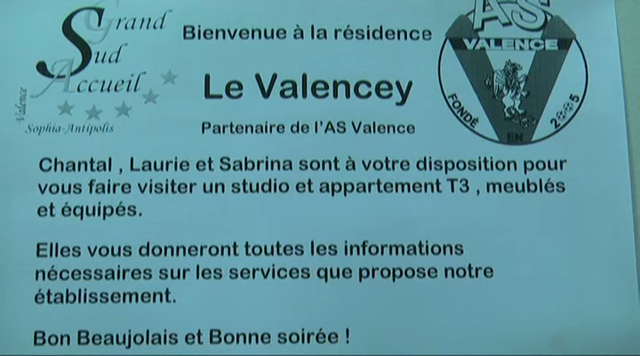 Grand
Sud
Accueil
Valence
Sophia-Antipolis
Bienvenue à la résidence
Le Valencey
Partenaire de l'AS Valence
AS
VALENCE
FONDÉ
EN
2005
Chantal , Laurie et Sabrina sont à votre disposition pour
vous faire visiter un studio et appartement T3 , meublés
et équipés.
Elles vous donneront toutes les informations
nécessaires sur les services que propose notre
établissement.
Bon Beaujolais et Bonne soirée !